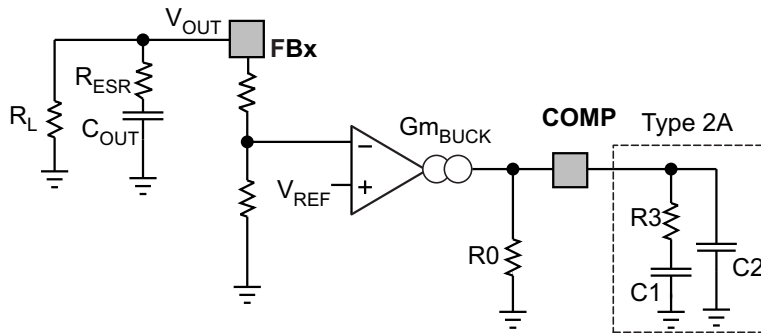 V_OUT
FBx
R_ESR
R_L
C_OUT
Gm_BUCK
COMP
Type 2A
−
+
V_REF
R0
R3
C1
C2